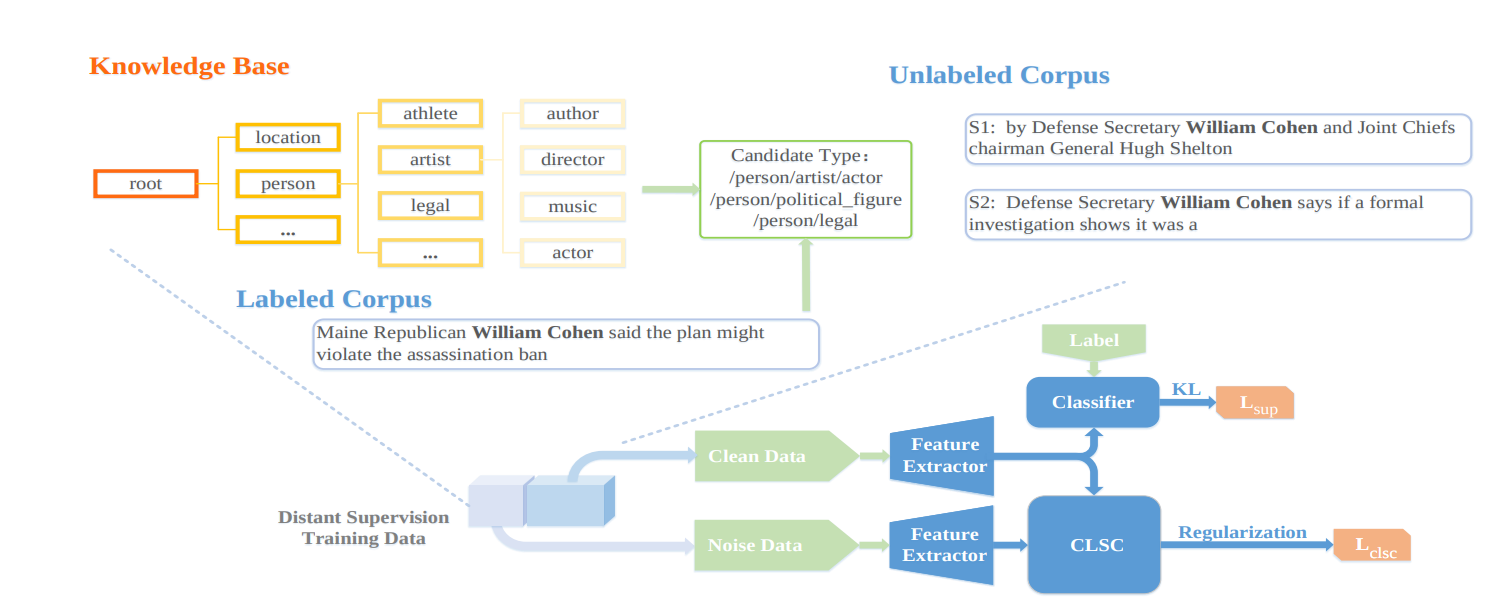 Knowledge Base
root
location
person
...
athlete
artist
legal
...
author
director
music
actor
Candidate Type：
/person/artist/actor
/person/political_figure
/person/legal
Unlabeled Corpus
S1: by Defense Secretary William Cohen and Joint Chiefs
chairman General Hugh Shelton
S2: Defense Secretary William Cohen says if a formal
investigation shows it was a
Labeled Corpus
Maine Republican William Cohen said the plan might
violate the assassination ban
Distant Supervision
Training Data
Clean Data
Noise Data
Feature
Extractor
Feature
Extractor
Label
Classifier
KL
Lsup
CLSC
Regularization
Lclsc